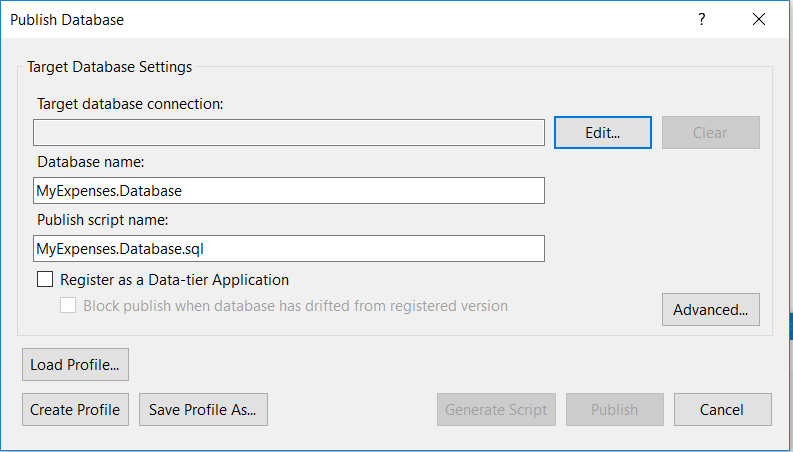 Publish Database
?
Target Database Settings
Target database connection:
Edit...
Clear
Database name:
MyExpenses.Database
Publish script name:
MyExpenses.Database.sql
Register as a Data-tier Application
Block publish when database has drifted from registered version
Advanced...
Load Profile...
Create Profile
Save Profile As...
Generate Script
Publish
Cancel